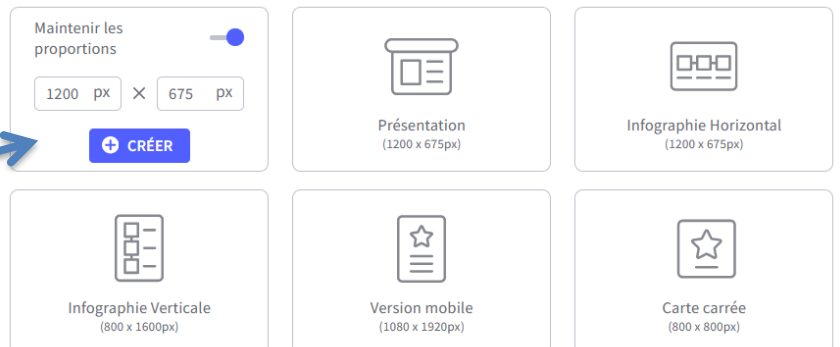 Maintenir les
proportions
1200 px × 675 px
CRÉER
Présentation
(1200 x 675px)
Infographie Horizontal
(1200 x 675px)
Infographie Verticale
(800 x 1600px)
Version mobile
(1080 x 1920px)
Carte carrée
(800 x 800px)